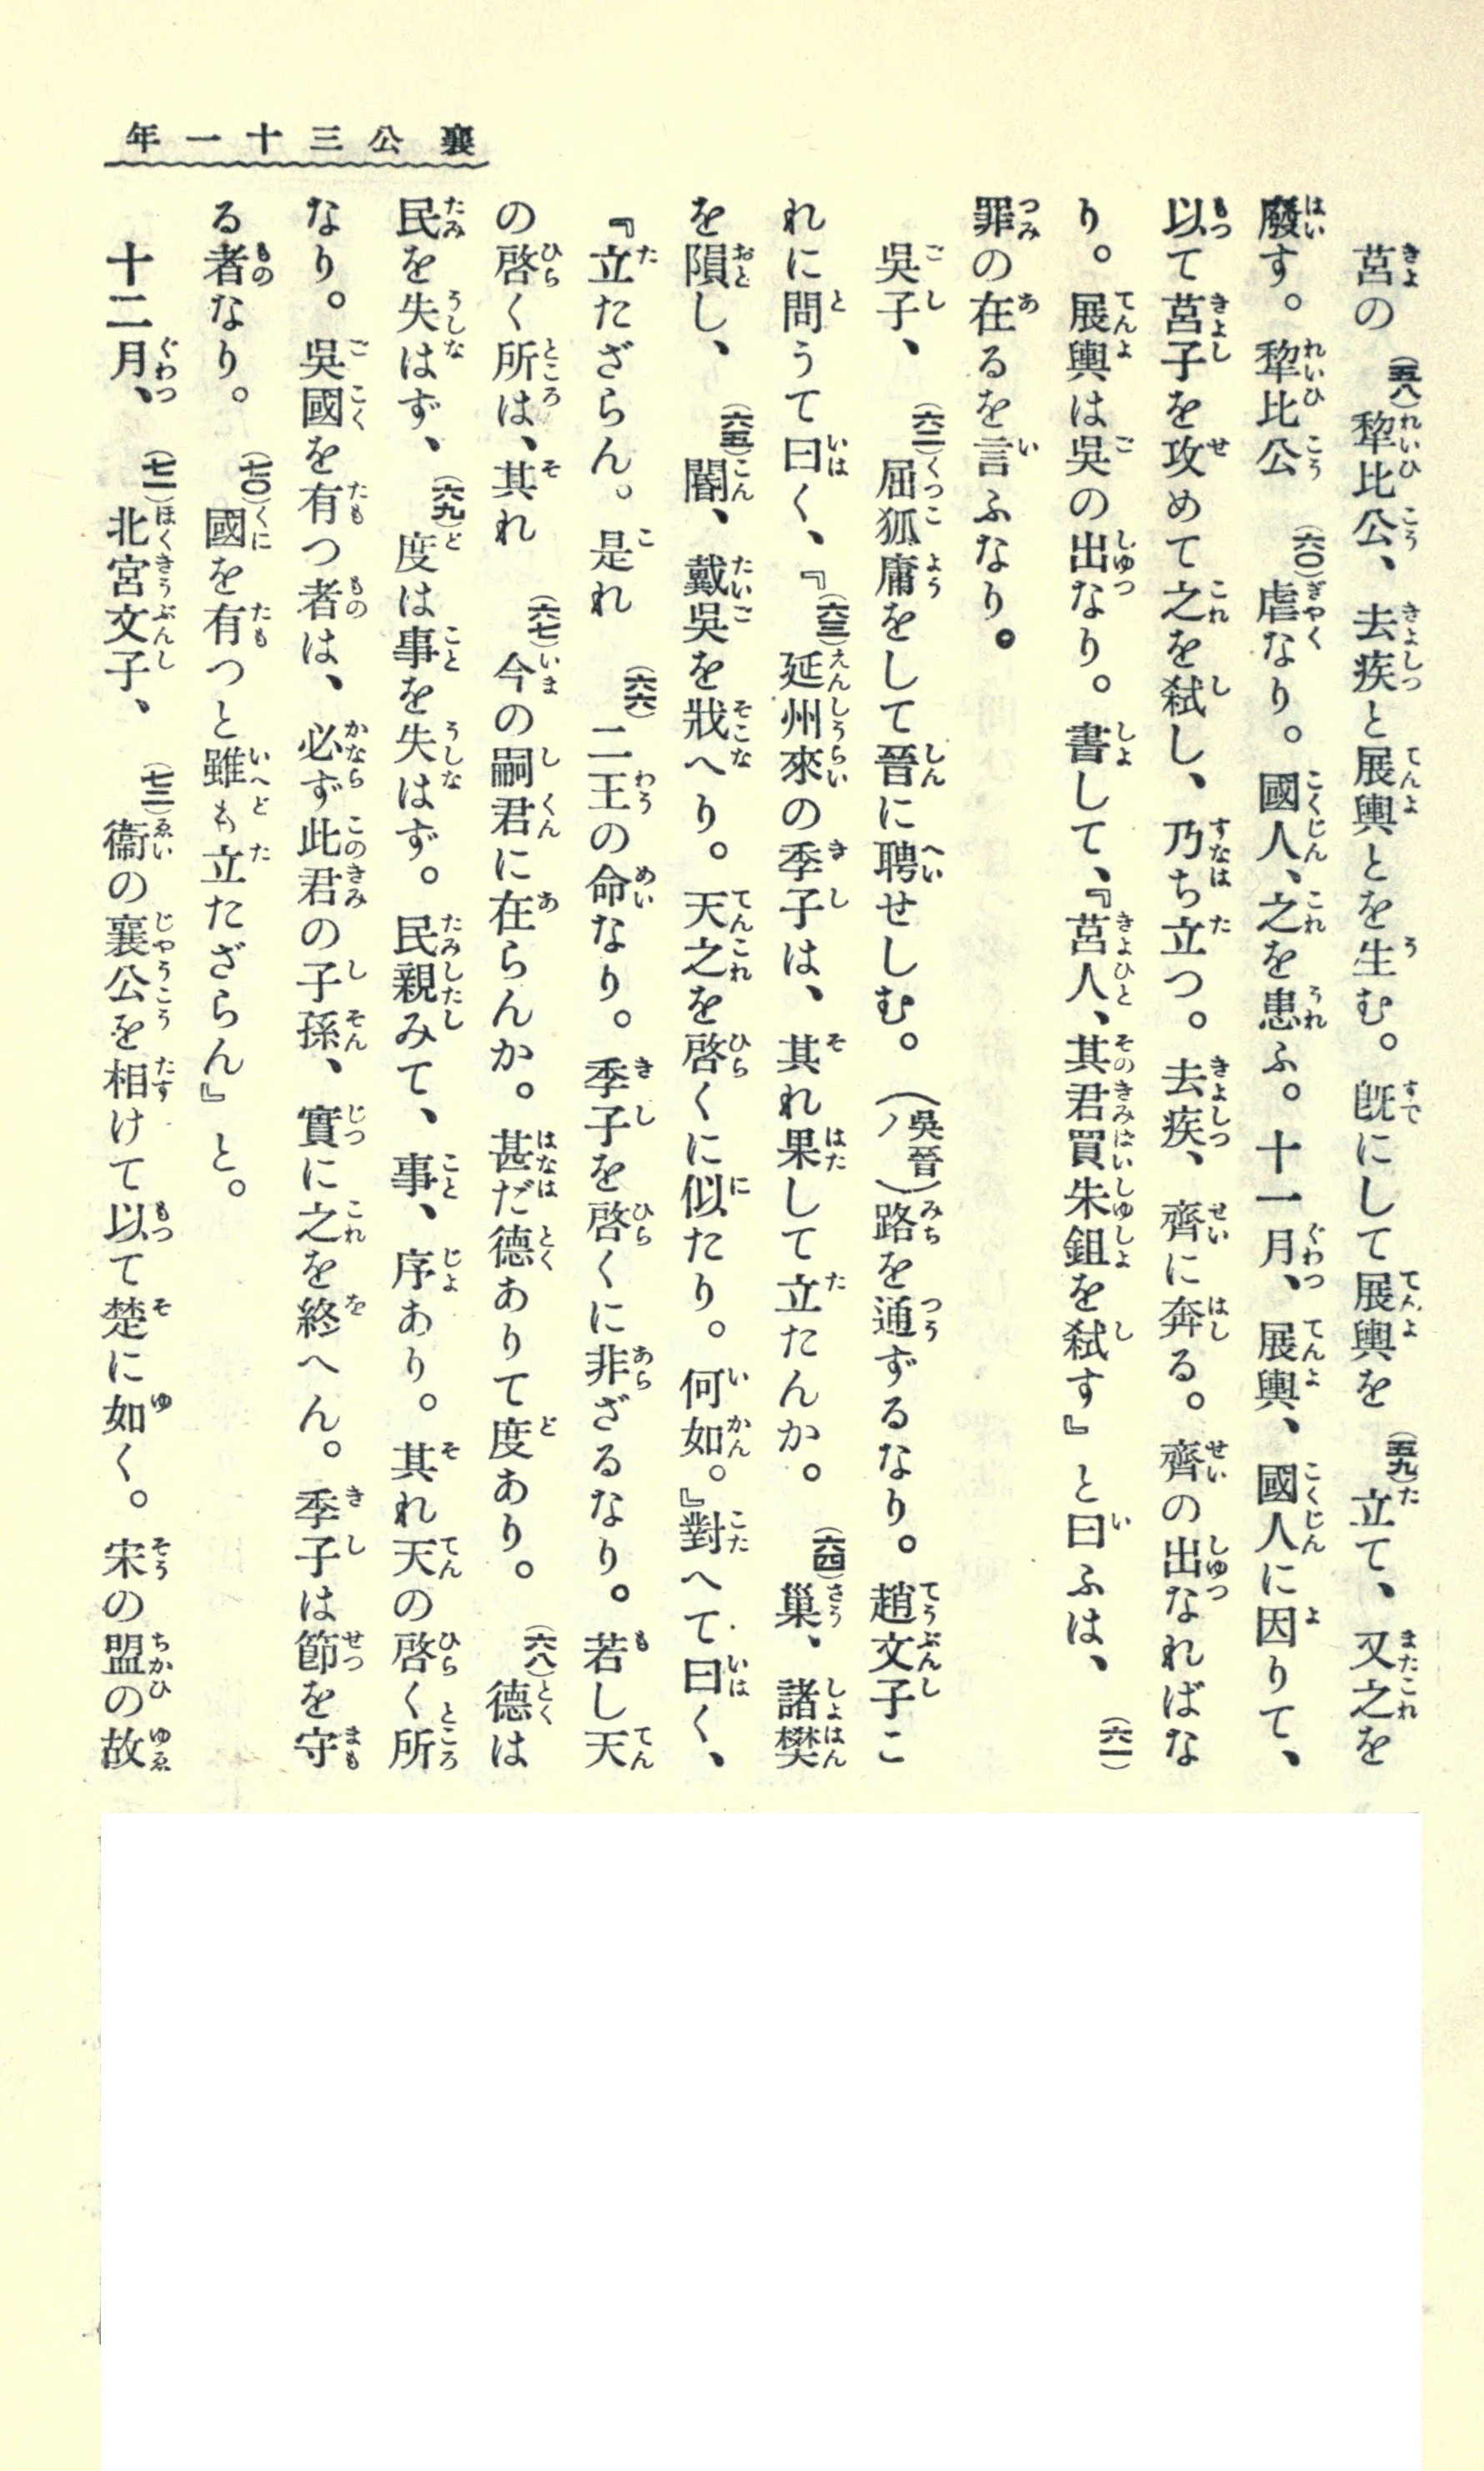 襄公三十一年
莒の(五八)犂比公、去疾と展輿とを生む。既にして展輿を(五九)立て、又之を
廢す。犂比公(六〇)虐なり。國人、之を患ふ。十一月、展輿、國人に因りて、
以て莒子を攻めて之を弑し、乃ち立つ。去疾、齊に奔る。齊の出なればな
り。展輿は吳の出なり。書して、『莒人、其君買朱鉏を弑す』と曰ふは、(六一)
罪の在るを言ふなり。
吳子、(六二)屈狐庸をして晉に聘せしむ。(吳晉ノ)路を通ずるなり。趙文子こ
れに問うて曰く、『(六三)延州來の季子は、其れ果して立たんか。(六四)巢、諸樊
を隕し、(六五)閽、戴吳を戕へり。天之を啓くに似たり。何如。』對へて曰く、
『立たざらん。是れ(六六)二王の命なり。季子を啓くに非ざるなり。若し天
の啓く所は、其れ(六七)今の嗣君に在らんか。甚だ德ありて度あり。(六八)德は
民を失はず、(六九)度は事を失はず。民親みて、事、序あり。其れ天の啓く所
なり。吳國を有つ者は、必ず此君の子孫、實に之を終へん。季子は節を守
る者なり。(七〇)國を有つと雖も立たざらん』と。
十二月、(七一)北宮文子、(七二)衞の襄公を相けて以て楚に如く。宋の盟の故